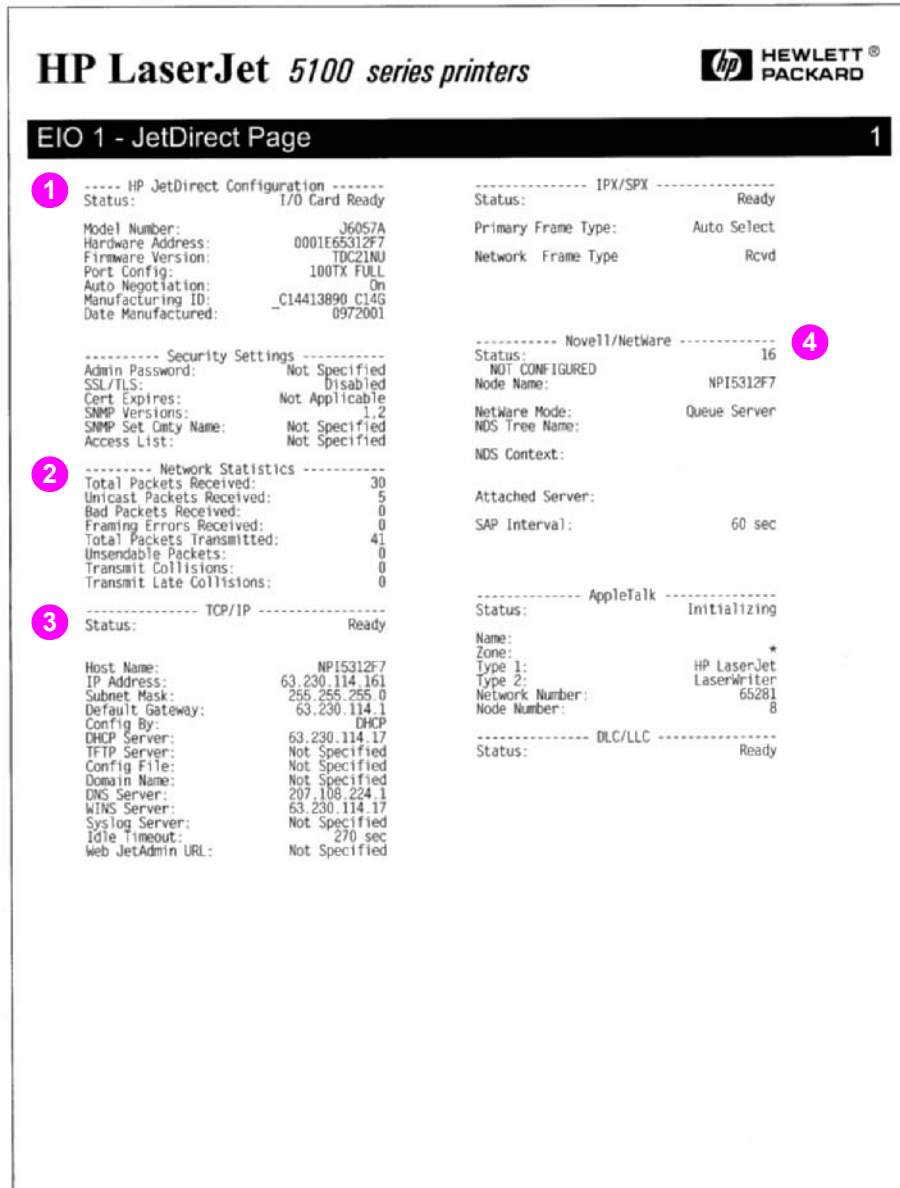 HP LaserJet 5100 series printers
hp HEWLETT ® PACKARD
EIO 1 - JetDirect Page 1
1
----- HP JetDirect Configuration -------
Status: I/O Card Ready
Model Number: J6057A
Hardware Address: 0001E65312F7
Firmware Version: TDC21NU
Port Config: 100TX FULL
Auto Negotiation: On
Manufacturing ID: _C14413890 C14G
Date Manufactured: 0972001
---------- Security Settings -----------
Admin Password: Not Specified
SSL/TLS: Disabled
Cert Expires: Not Applicable
SNMP Versions: 1.2
SNMP Set Cmty Name: Not Specified
Access List: Not Specified
2
--------- Network Statistics -----------
Total Packets Received: 30
Unicast Packets Received: 5
Bad Packets Received: 0
Framing Errors Received: 0
Total Packets Transmitted: 41
Unsendable Packets: 0
Transmit Collisions: 0
Transmit Late Collisions: 0
3
-------------- TCP/IP ----------------
Status: Ready
Host Name: NPI5312F7
IP Address: 63.230.114.161
Subnet Mask: 255.255.255.0
Default Gateway: 63.230.114.1
Config By: DHCP
DHCP Server: 63.230.114.17
TFTP Server: Not Specified
Config File: Not Specified
Domain Name: Not Specified
DNS Server: 207.108.224.1
WINS Server: 63.230.114.17
Syslog Server: Not Specified
Idle Timeout: 270 sec
Web JetAdmin URL: Not Specified
-------------- IPX/SPX ---------------
Status: Ready
Primary Frame Type: Auto Select
Network Frame Type Rcvd
----------- Novell/NetWare ------------
4
Status: 16
NOT CONFIGURED
Node Name: NPI5312F7
NetWare Mode: Queue Server
NDS Tree Name:
NDS Context:
Attached Server:
SAP Interval: 60 sec
------------- AppleTalk --------------
Status: Initializing
Name:
Zone: *
Type 1: HP LaserJet
Type 2: LaserWriter
Network Number: 65281
Node Number: 8
-------------- DLC/LLC ---------------
Status: Ready